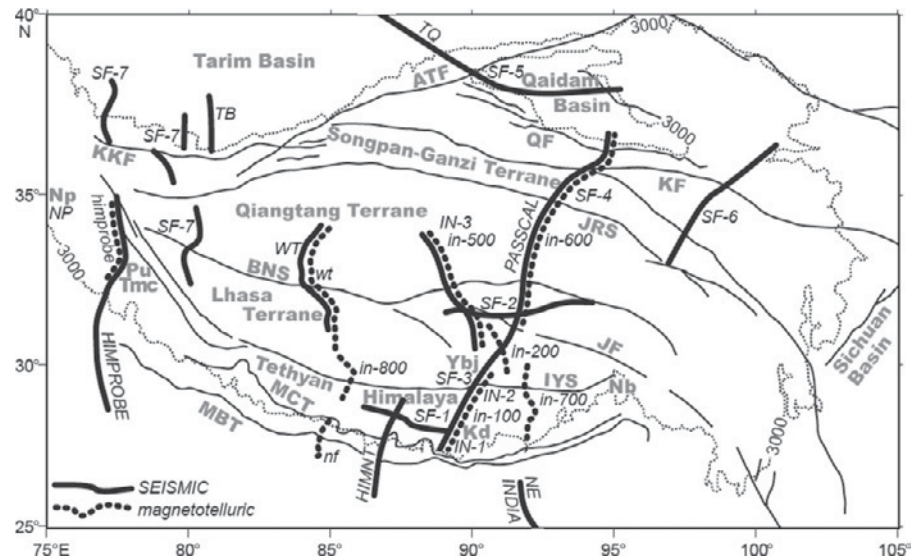 40°
N
TQ
3000
Tarim Basin
SF-7
ATF
SF-5
Qaidam
Basin
TB
SF-7
3000
QF
KKF
Songpan-Ganzi Terrane
35°
Np
NP
himprobe
Qiangtang Terrane
SF-4
KF
SF-6
3000
SF-7
IN-3
in-500
PASSCAL
in-600
JRS
WT
wt
Pu
Tmc
BNS
SF-2
Lhasa
Terrane
30°
HIMPROBE
in-800
Ybj
in-200
JF
Sichuan
Basin
Tethyan
Himalaya
SF-3
IYS
Nb
MCT
IN-2
in-700
MBT
SF-1
in-100
Kd
IN-1
nf
3000
HIMNT
NE
INDIA
SEISMIC
magnetotelluric
25°
75°E
80°
85°
90°
95°
100°
105°